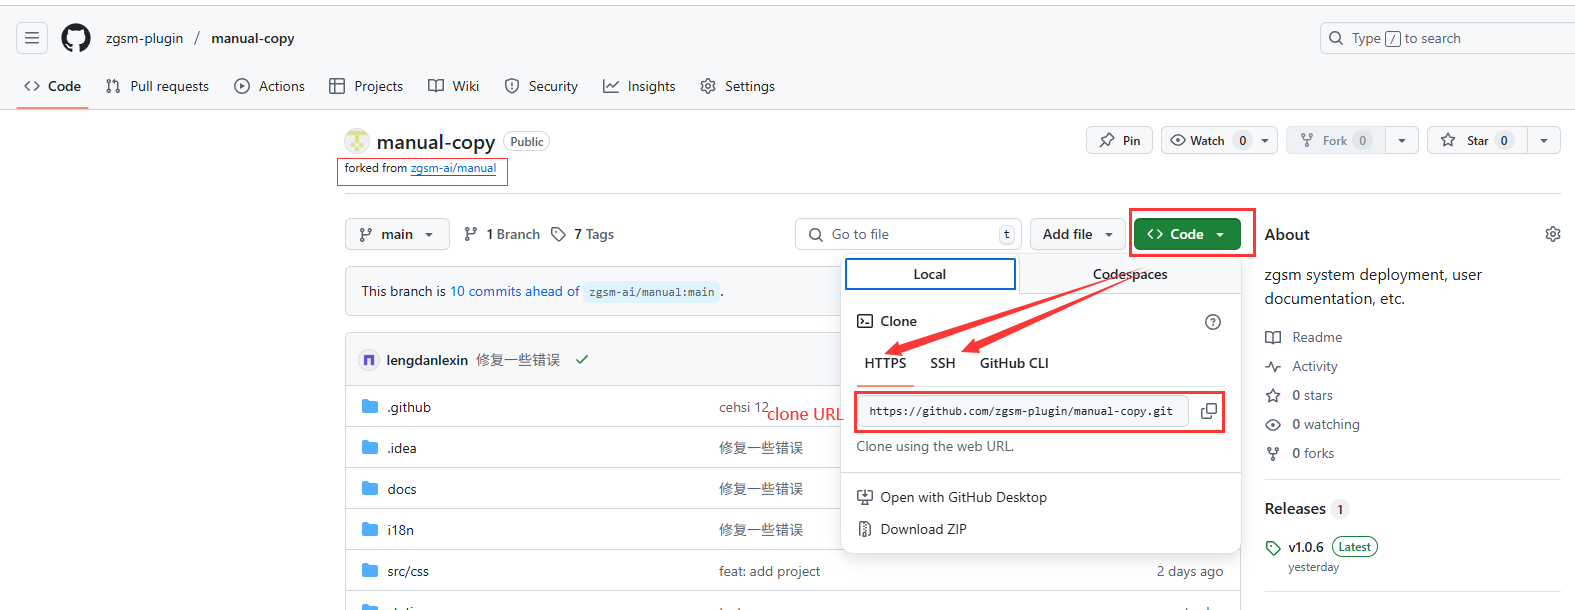 zgsm-plugin / manual-copy
Type / to search
Code Pull requests Actions Projects Wiki Security Insights Settings
manual-copy Public
Pin Watch 0 Fork 0 Star 0
forked from zgsm-ai/manual
main 1 Branch 7 Tags Go to file t Add file Code
About
Local Codespaces
zgsm system deployment, user
documentation, etc.
This branch is 10 commits ahead of zgsm-ai/manual:main .
Clone
Readme
lengdanlexin 修复一些错误
HTTPS SSH GitHub CLI
Activity
0 stars
.github cehsi 12
clone URL
https://github.com/zgsm-plugin/manual-copy.git
0 watching
.idea 修复一些错误
Clone using the web URL.
0 forks
docs 修复一些错误
Open with GitHub Desktop
Releases 1
i18n 修复一些错误
Download ZIP
v1.0.6 Latest
yesterday
src/css feat: add project 2 days ago